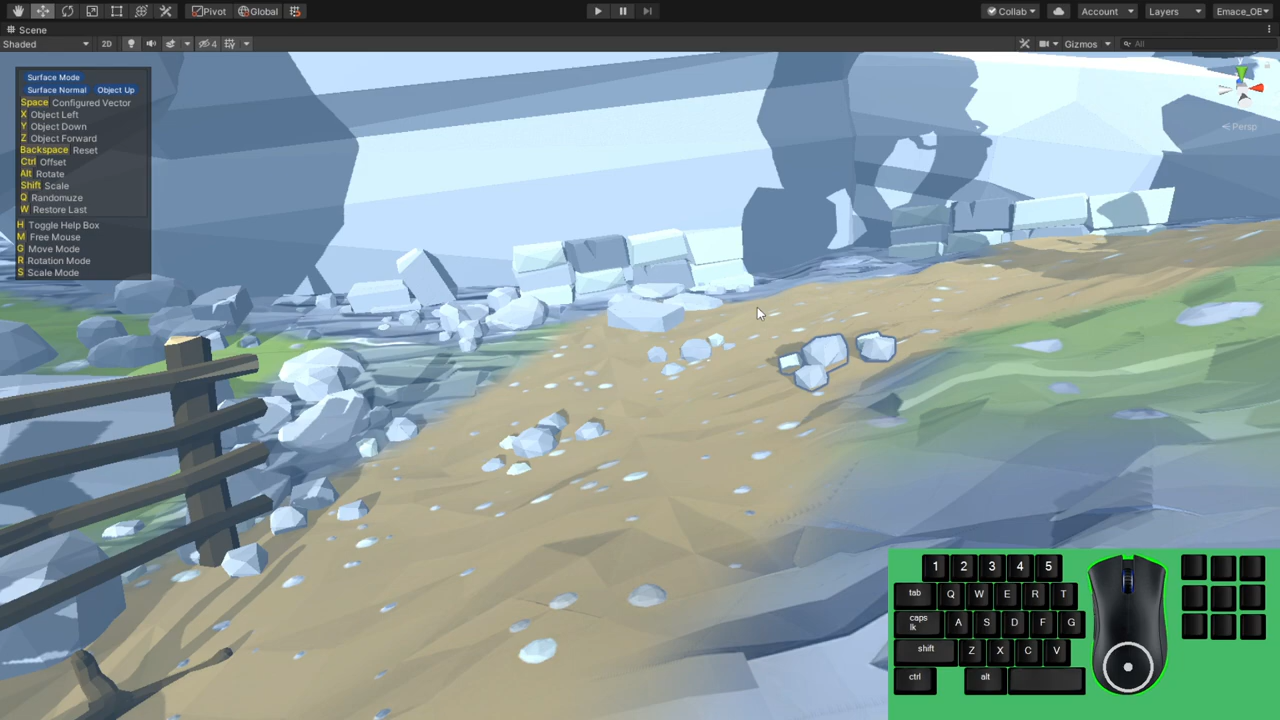 Pivot Global Collab Account Layers Emace_OE
Scene
Shaded 2D 4 Gizmos All
Surface Mode
Surface Normal Object Up
Space Configured Vector
X Object Left
Y Object Down
Z Object Forward
Backspace Reset
Ctrl Offset
Alt Rotate
Shift Scale
Q Randomuze
W Restore Last
H Toggle Help Box
M Free Mouse
G Move Mode
R Rotation Mode
S Scale Mode
y
Persp
1 2 3 4 5
tab Q W E R T
caps lk A S D F G
shift Z X C V
ctrl alt